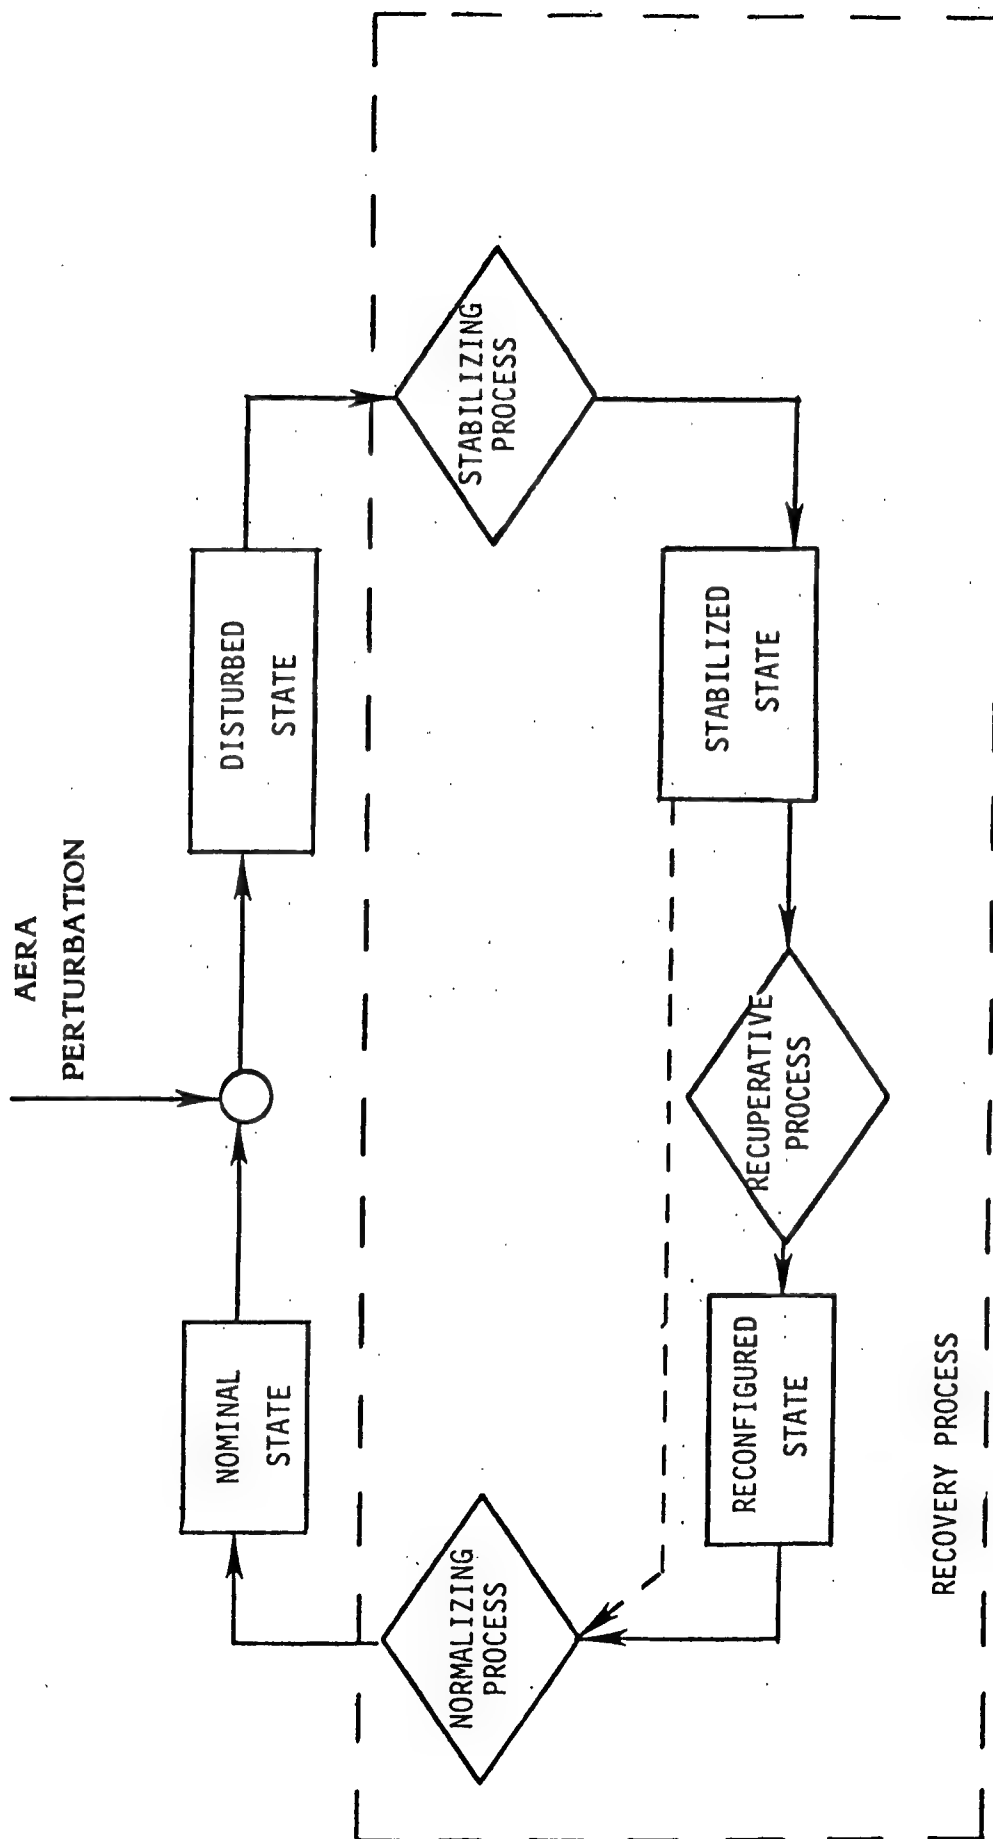 AERA
PERTURBATION
NOMINAL
STATE
DISTURBED
STATE
NORMALIZING
PROCESS
STABILIZING
PROCESS
RECONFIGURED
STATE
RECUPERATIVE
PROCESS
STABILIZED
STATE
RECOVERY PROCESS